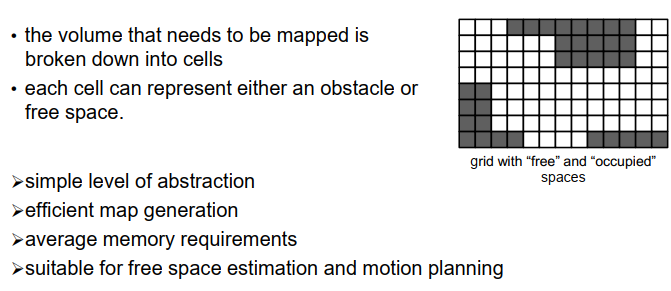 • the volume that needs to be mapped is
broken down into cells
• each cell can represent either an obstacle or
free space.
grid with “free” and “occupied”
spaces
➢simple level of abstraction
➢efficient map generation
➢average memory requirements
➢suitable for free space estimation and motion planning